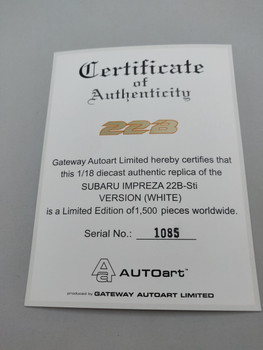 Certificate
of
Authenticity
22B
Gateway Autoart Limited hereby certifies that
this 1/18 diecast authentic replica of the
SUBARU IMPREZA 22B-Sti
VERSION (WHITE)
is a Limited Edition of1,500 pieces worldwide.
Serial No.: 1085
AUTOart
produced by GATEWAY AUTOART LIMITED